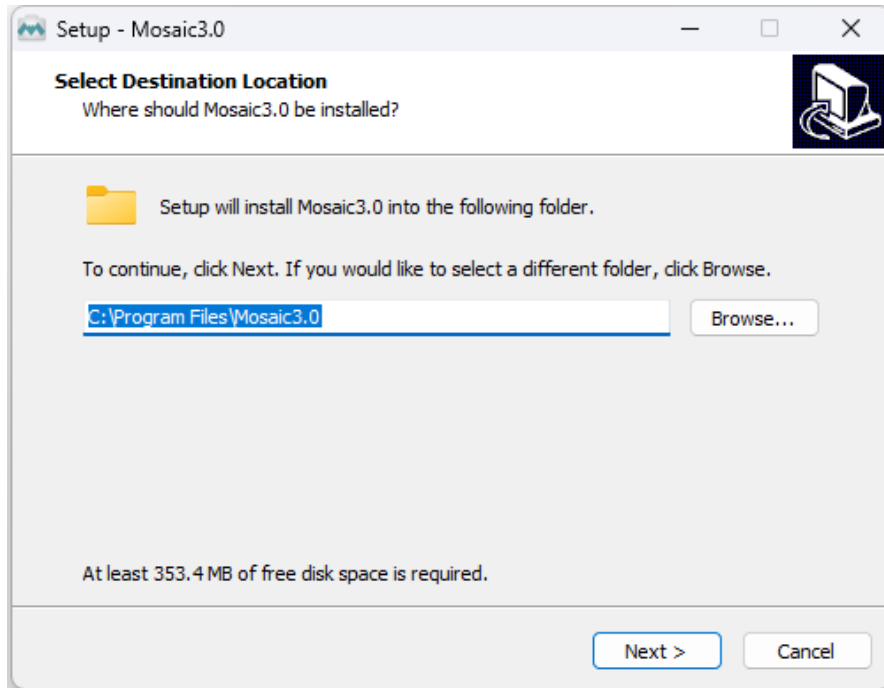 Setup - Mosaic3.0
Select Destination Location
Where should Mosaic3.0 be installed?
Setup will install Mosaic3.0 into the following folder.
To continue, click Next. If you would like to select a different folder, click Browse.
C:\Program Files\Mosaic3.0
Browse...
At least 353.4 MB of free disk space is required.
Next >
Cancel